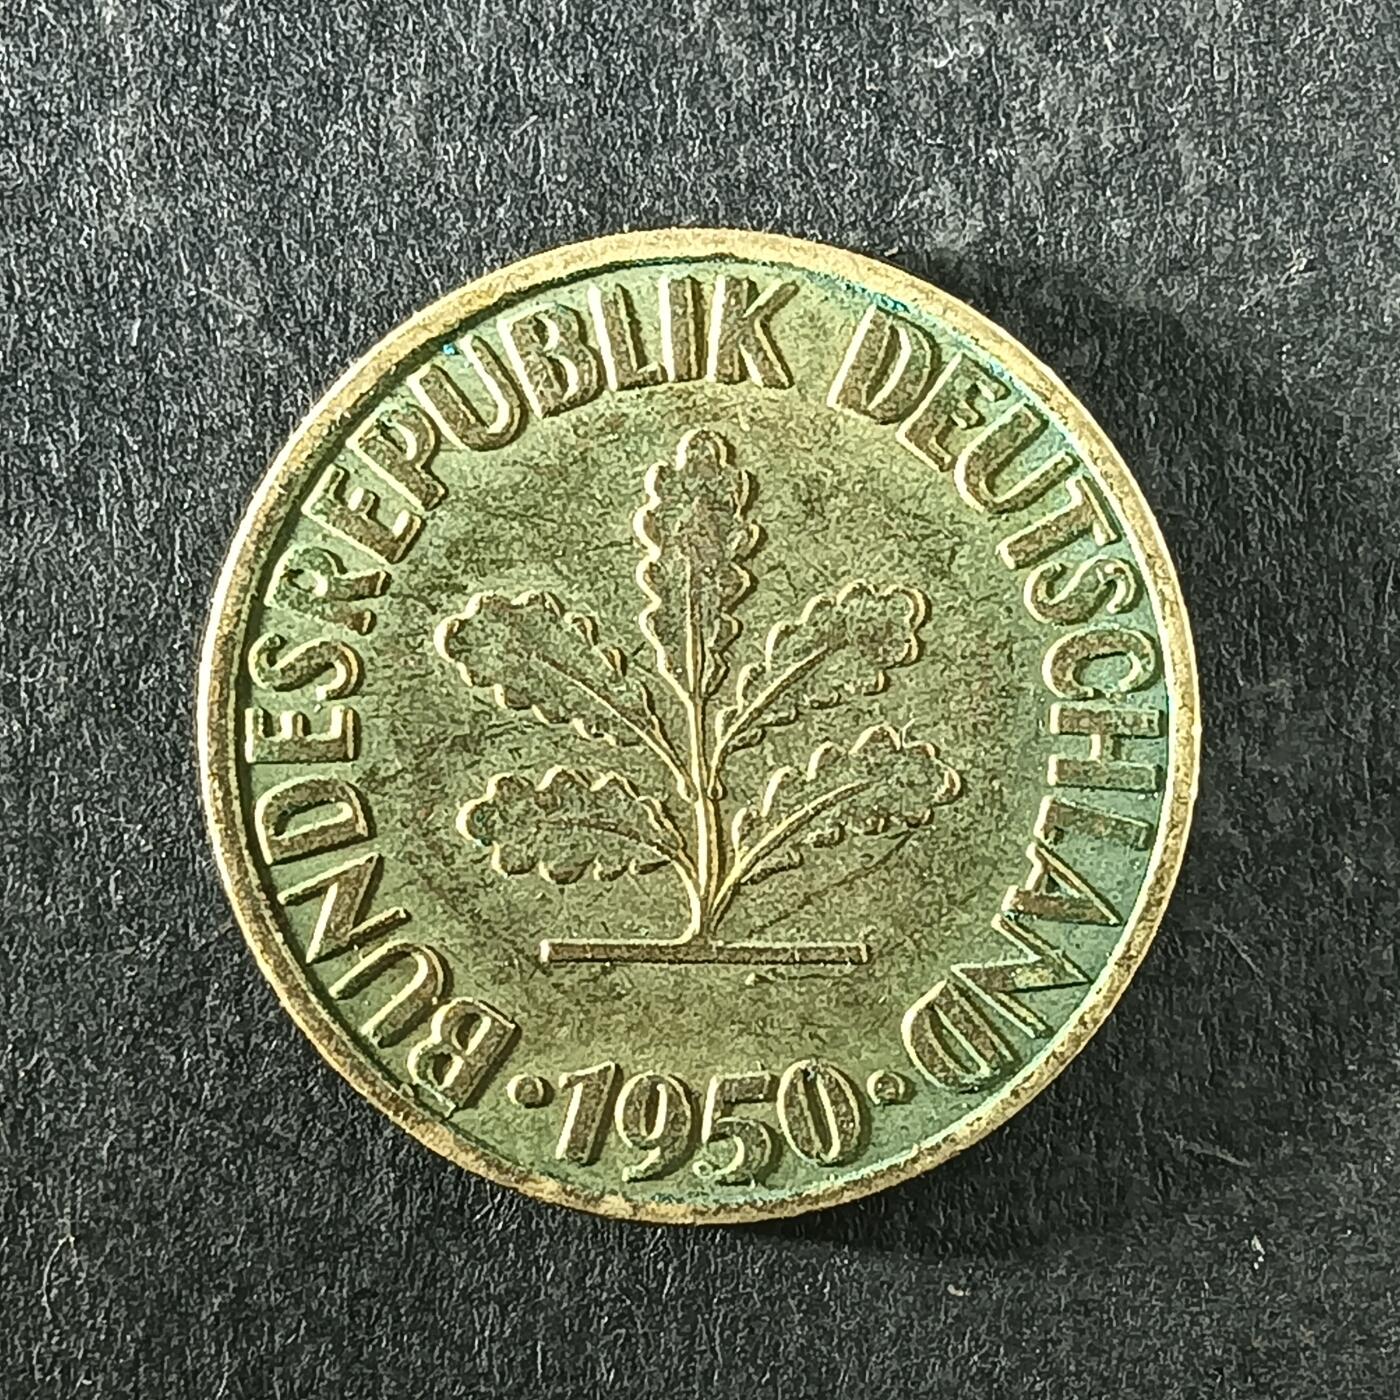 BUNDESREPUBLIK DEUTSCHLAND
· 1950 ·